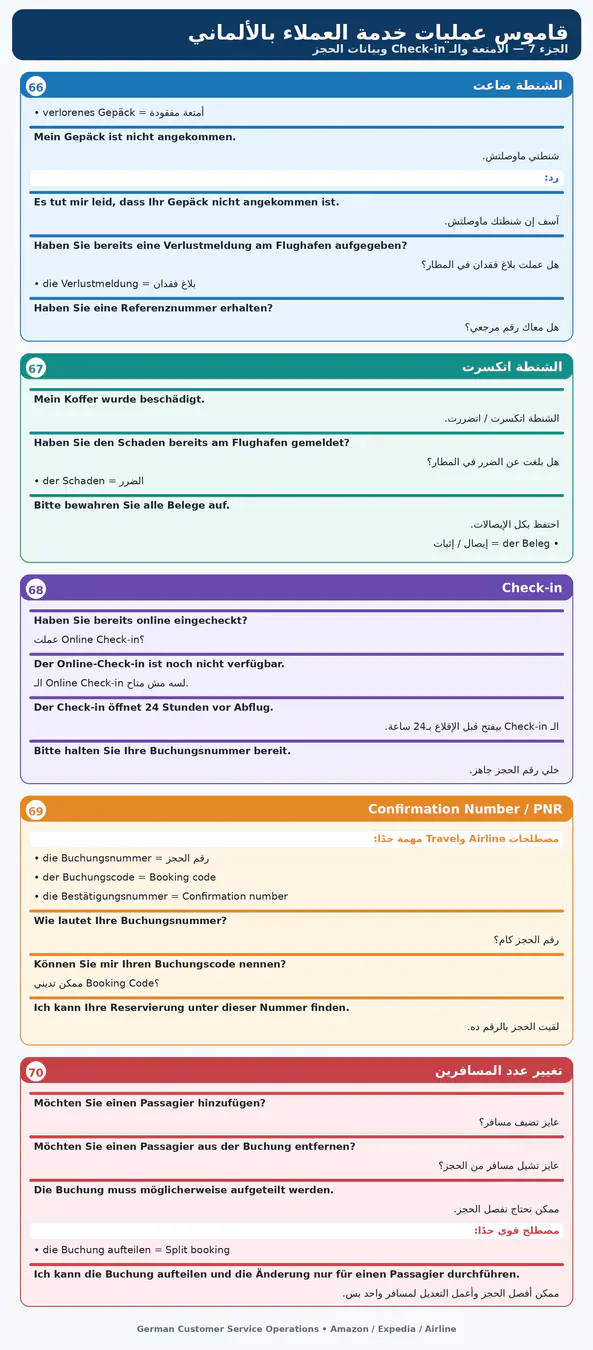 قاموس عمليات خدمة العملاء بالألماني
الجزء 7 — الأمتعة والـ Check-in وبيانات الحجز
الشنطة ضاعت
66
• verlorenes Gepäck = أمتعة مفقودة
Mein Gepäck ist nicht angekommen.
شنطتي ماوصلتش.
رد:
Es tut mir leid, dass Ihr Gepäck nicht angekommen ist.
آسف إن شنطتك ماوصلتش.
Haben Sie bereits eine Verlustmeldung am Flughafen aufgegeben?
هل عملت بلاغ فقدان في المطار؟
• die Verlustmeldung = بلاغ فقدان
Haben Sie eine Referenznummer erhalten?
هل معاك رقم مرجعي؟
الشنطة اتكسرت
67
Mein Koffer wurde beschädigt.
الشنطة اتكسرت / اتضررت.
Haben Sie den Schaden bereits am Flughafen gemeldet?
هل بلغت عن الضرر في المطار؟
• der Schaden = الضرر
Bitte bewahren Sie alle Belege auf.
احتفظ بكل الإيصالات.
• der Beleg = إيصال / إثبات
Check-in
68
Haben Sie bereits online eingecheckt?
عملت Online Check-in؟
Der Online-Check-in ist noch nicht verfügbar.
الـ Online Check-in لسه مش متاح.
Der Check-in öffnet 24 Stunden vor Abflug.
الـ Check-in بيفتح قبل الإقلاع بـ24 ساعة.
Bitte halten Sie Ihre Buchungsnummer bereit.
خلي رقم الحجز جاهز.
Confirmation Number / PNR
69
مصطلحات Airline وTravel مهمة جدًا:
• die Buchungsnummer = رقم الحجز
• der Buchungscode = Booking code
• die Bestätigungsnummer = Confirmation number
Wie lautet Ihre Buchungsnummer?
رقم الحجز كام؟
Können Sie mir Ihren Buchungscode nennen?
ممكن تديني Booking Code؟
Ich kann Ihre Reservierung unter dieser Nummer finden.
لقيت الحجز بالرقم ده.
تغيير عدد المسافرين
70
Möchten Sie einen Passagier hinzufügen?
عايز تضيف مسافر؟
Möchten Sie einen Passagier aus der Buchung entfernen?
عايز تشيل مسافر من الحجز؟
Die Buchung muss möglicherweise aufgeteilt werden.
ممكن نحتاج نفصل الحجز.
مصطلح قوي جدًا:
• die Buchung aufteilen = Split booking
Ich kann die Buchung aufteilen und die Änderung nur für einen Passagier durchführen.
ممكن أفصل الحجز وأعمل التعديل لمسافر واحد بس.
German Customer Service Operations • Amazon / Expedia / Airline